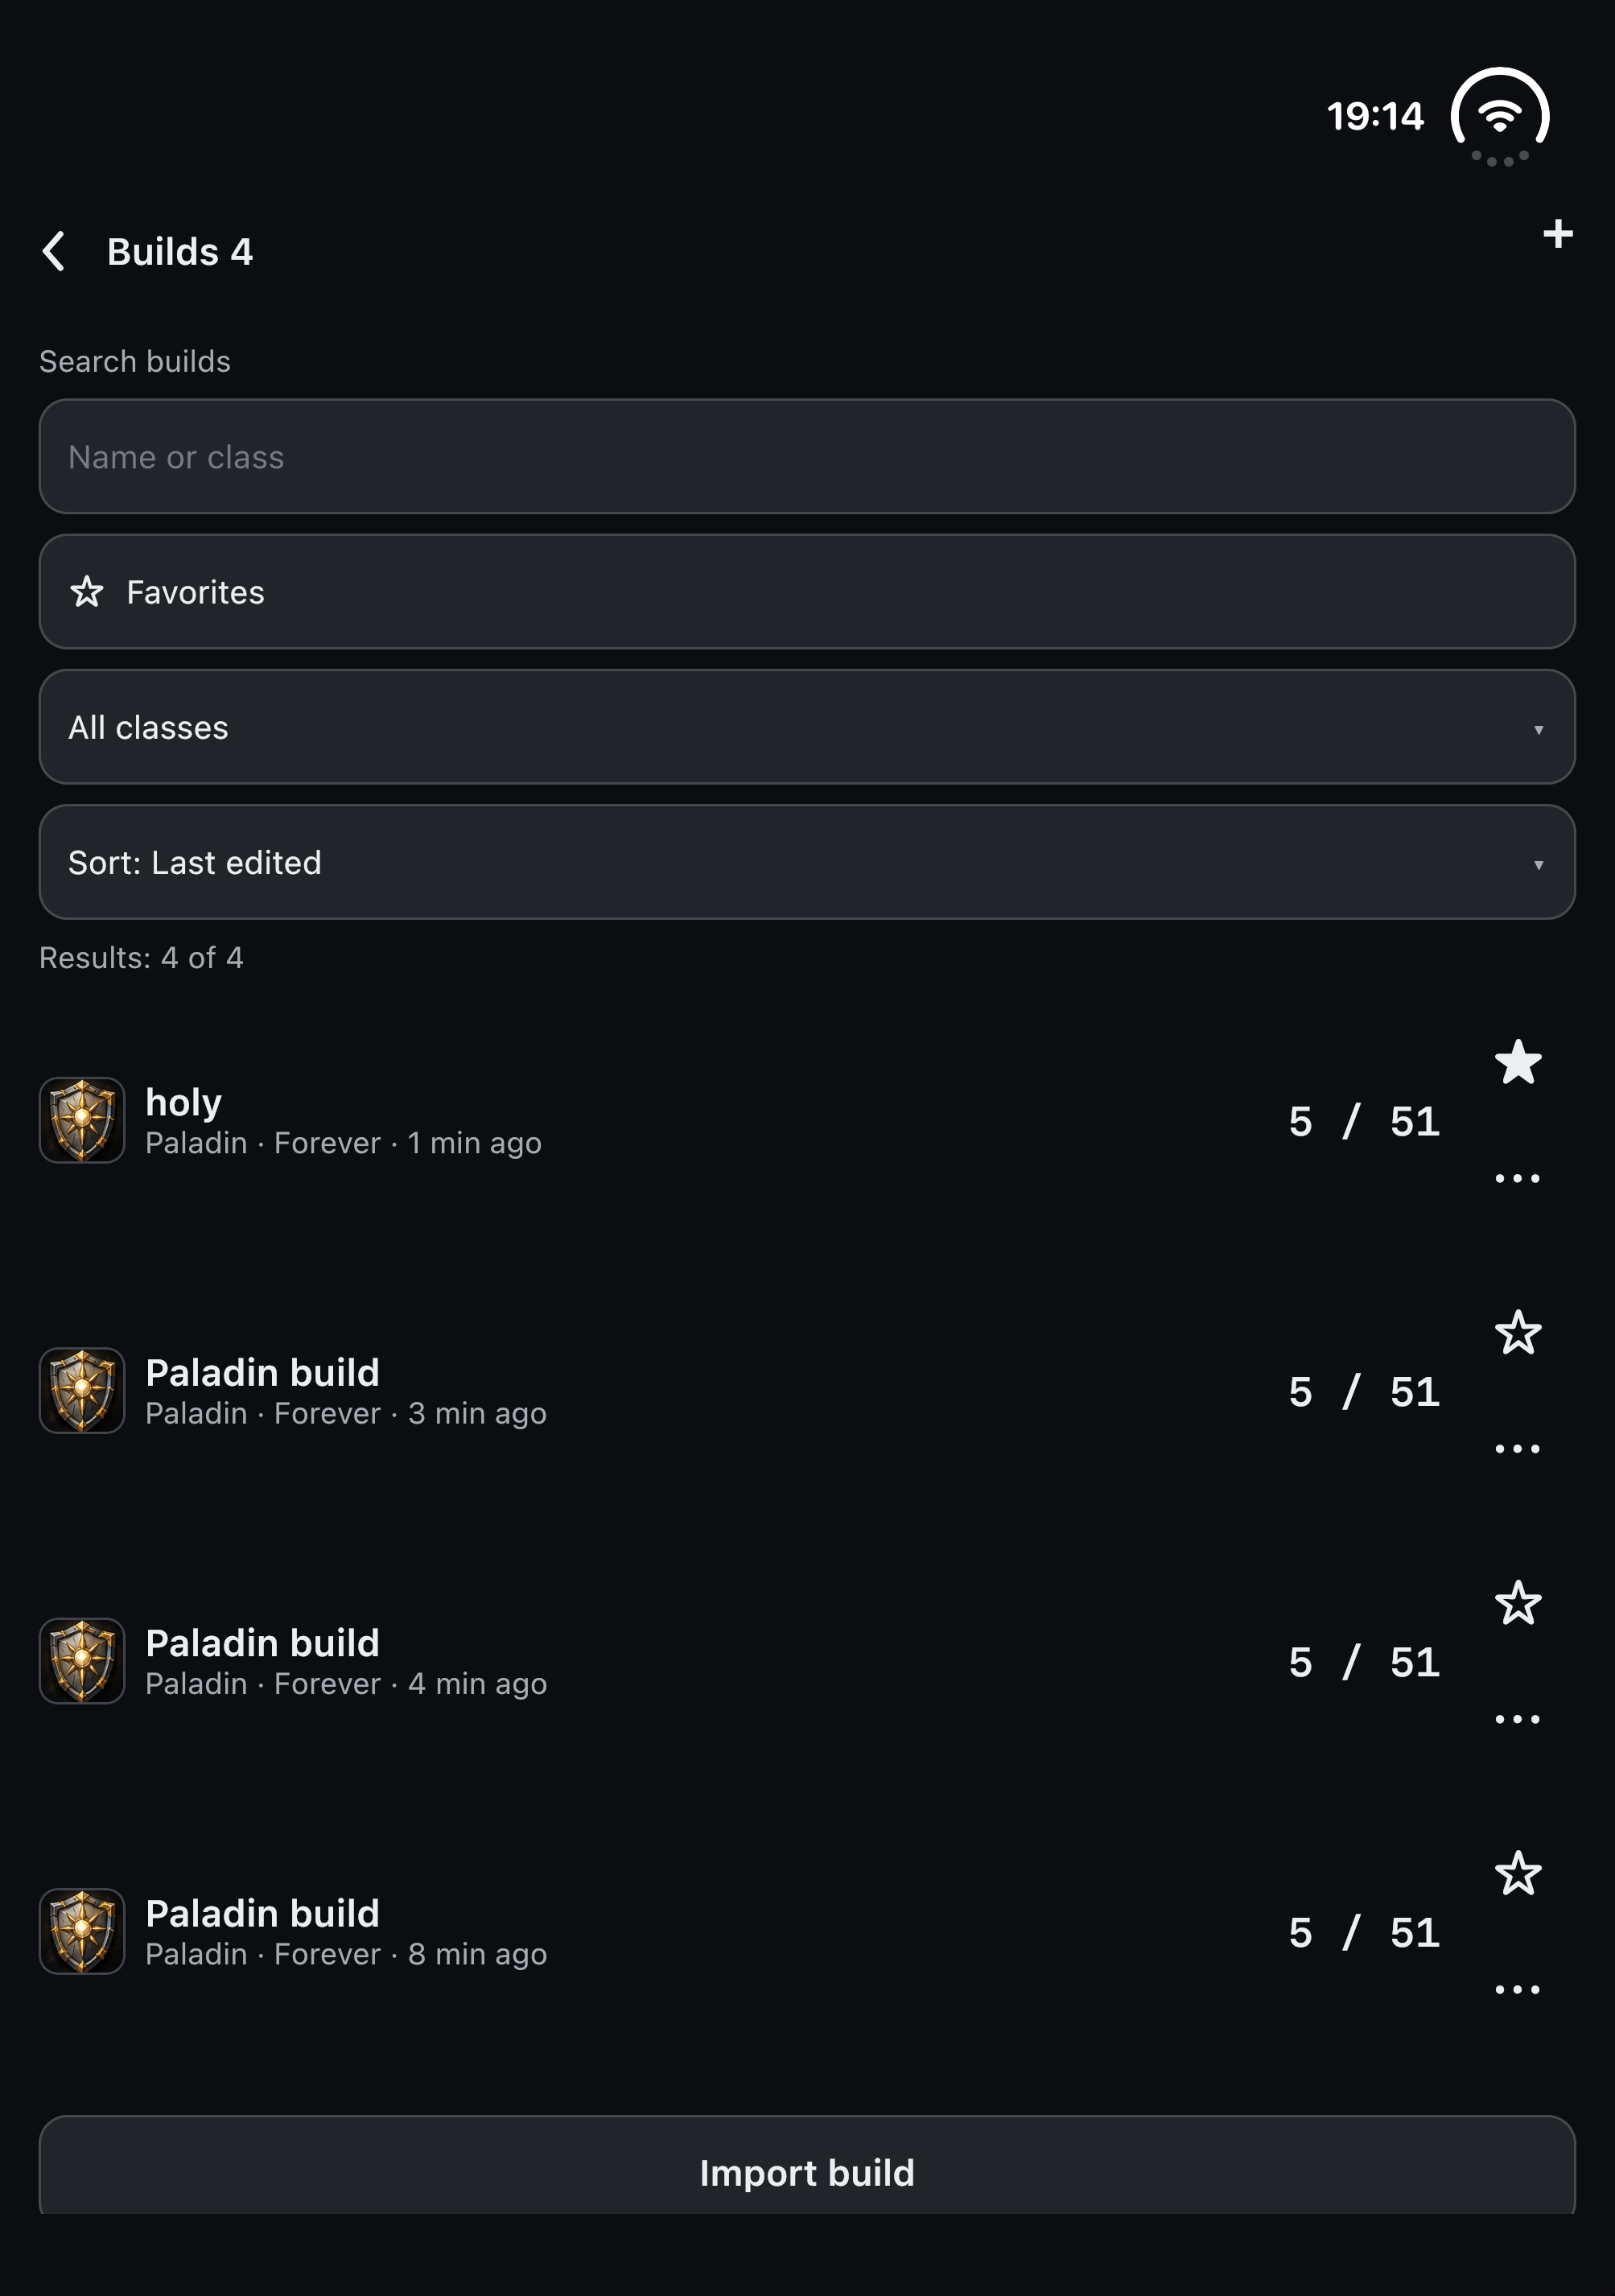 19:14
Builds 4
+
Search builds
Name or class
Favorites
All classes
Sort: Last edited
Results: 4 of 4
holy
Paladin · Forever · 1 min ago
5 / 51
Paladin build
Paladin · Forever · 3 min ago
5 / 51
Paladin build
Paladin · Forever · 4 min ago
5 / 51
Paladin build
Paladin · Forever · 8 min ago
5 / 51
Import build